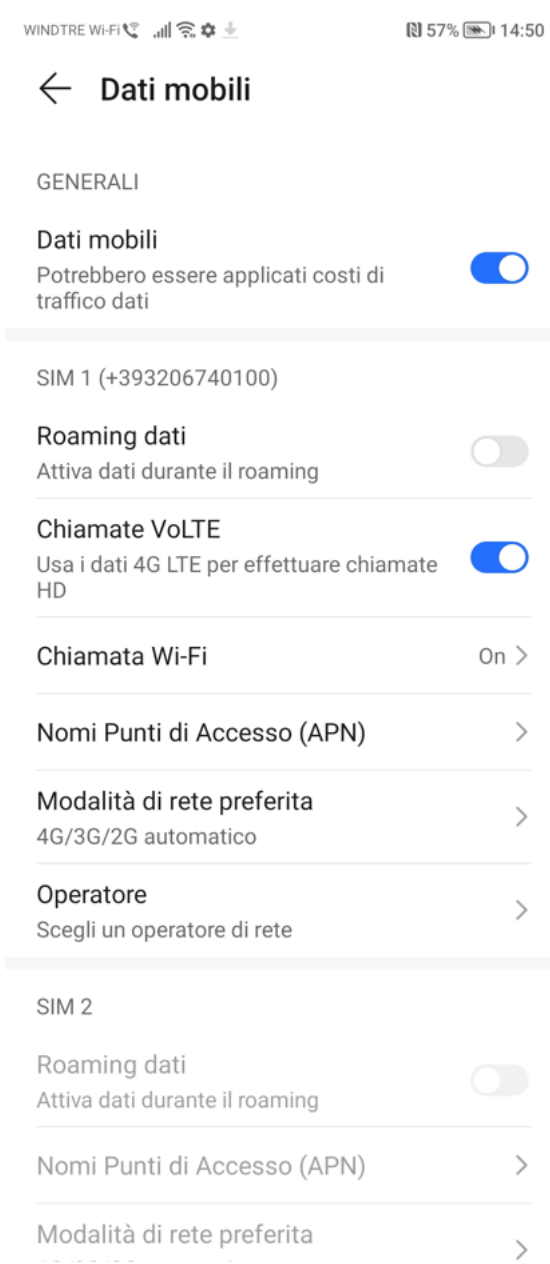 WINDTRE Wi-Fi 57% 14:50
Dati mobili
GENERALI
Dati mobili
Potrebbero essere applicati costi di
traffico dati
SIM 1 (+393206740100)
Roaming dati
Attiva dati durante il roaming
Chiamate VoLTE
Usa i dati 4G LTE per effettuare chiamate
HD
Chiamata Wi-Fi On
Nomi Punti di Accesso (APN)
Modalità di rete preferita
4G/3G/2G automatico
Operatore
Scegli un operatore di rete
SIM 2
Roaming dati
Attiva dati durante il roaming
Nomi Punti di Accesso (APN)
Modalità di rete preferita